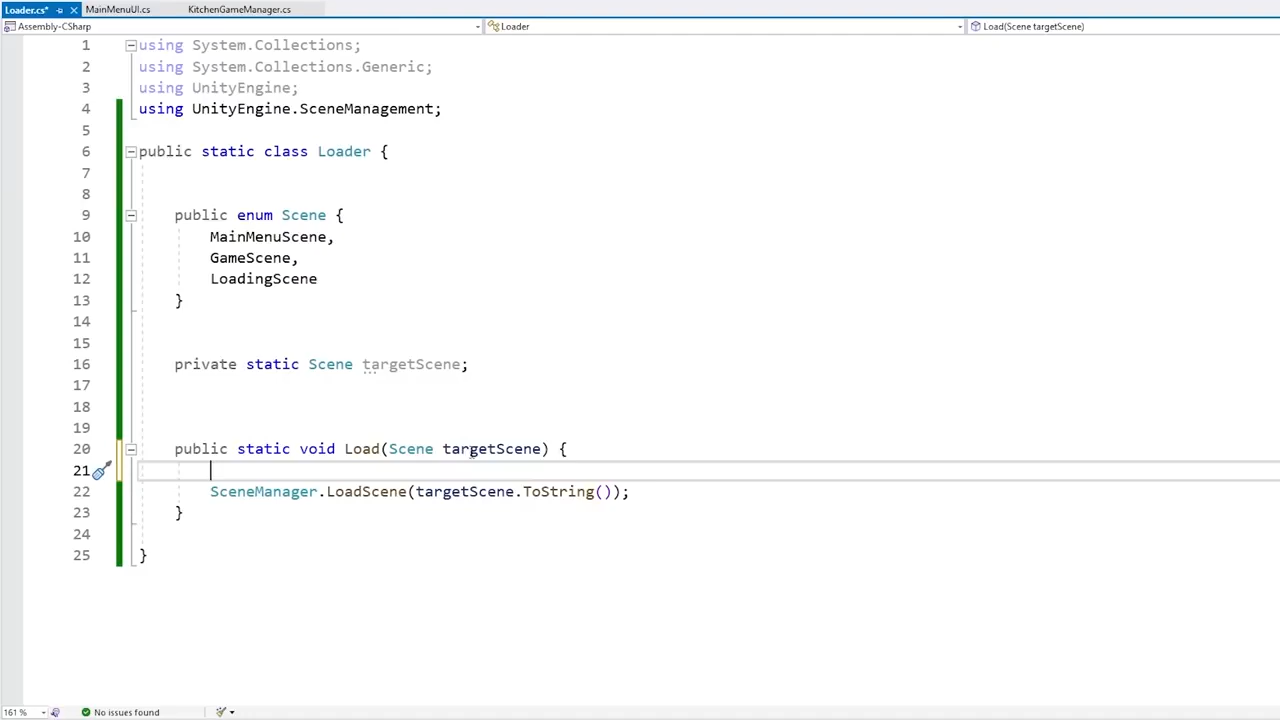 Loader.cs* MainMenuUI.cs KitchenGameManager.cs
Assembly-CSharp Loader Load(Scene targetScene)
1 using System.Collections;
2 using System.Collections.Generic;
3 using UnityEngine;
4 using UnityEngine.SceneManagement;
5
6 public static class Loader {
7
8
9 public enum Scene {
10 MainMenuScene,
11 GameScene,
12 LoadingScene
13 }
14
15
16 private static Scene targetScene;
17
18
19
20 public static void Load(Scene targetScene) {
21
22 SceneManager.LoadScene(targetScene.ToString());
23 }
24
25 }
161 % No issues found